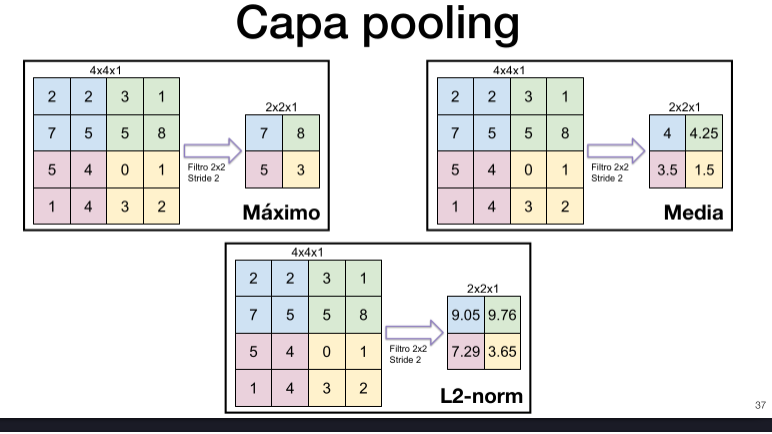 Capa pooling
4x4x1
2 2 3 1
7 5 5 8
5 4 0 1
1 4 3 2
Filtro 2x2
Stride 2
2x2x1
7 8
5 3
Máximo
4x4x1
2 2 3 1
7 5 5 8
5 4 0 1
1 4 3 2
Filtro 2x2
Stride 2
2x2x1
4 4.25
3.5 1.5
Media
4x4x1
2 2 3 1
7 5 5 8
5 4 0 1
1 4 3 2
Filtro 2x2
Stride 2
2x2x1
9.05 9.76
7.29 3.65
L2-norm
37